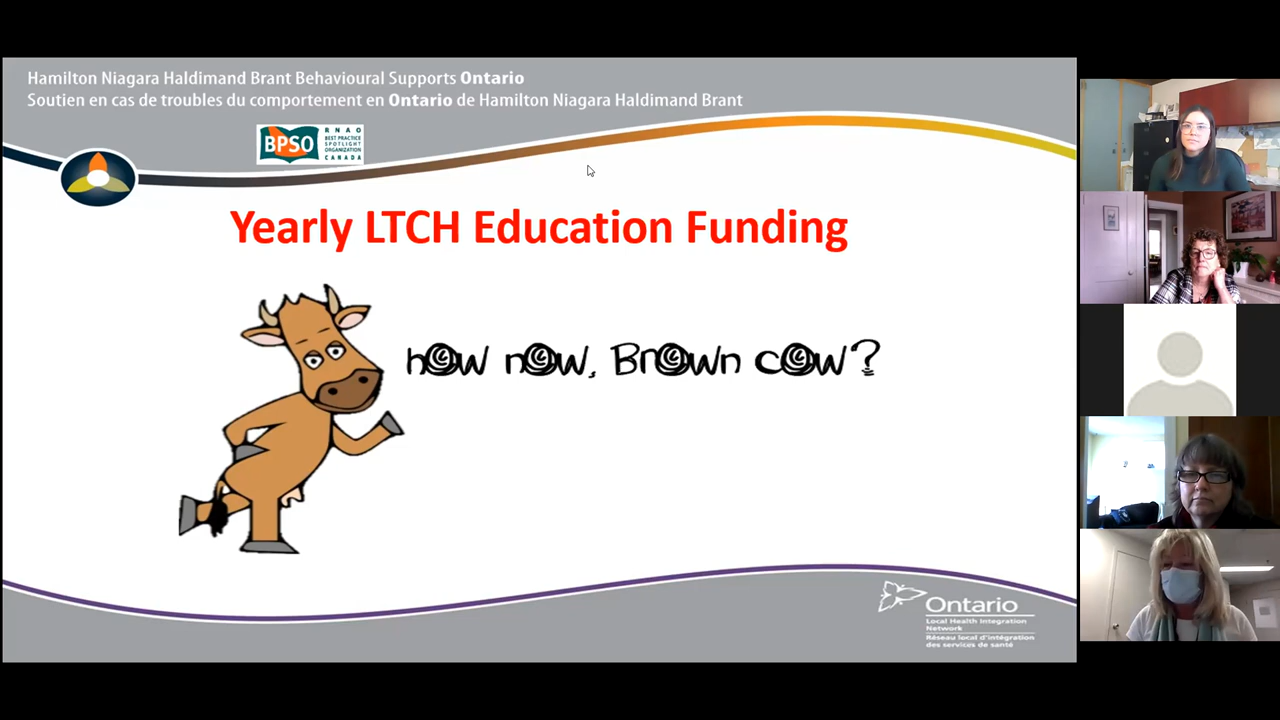 Hamilton Niagara Haldimand Brant Behavioural Supports Ontario
Soutien en cas de troubles du comportement en Ontario de Hamilton Niagara Haldimand Brant
BPSO
RNAO
BEST PRACTICE
SPOTLIGHT
ORGANIZATION
CANADA
Yearly LTCH Education Funding
how now, Brown cow?
Ontario
Local Health Integration
Network
Réseau local d'intégration
des services de santé